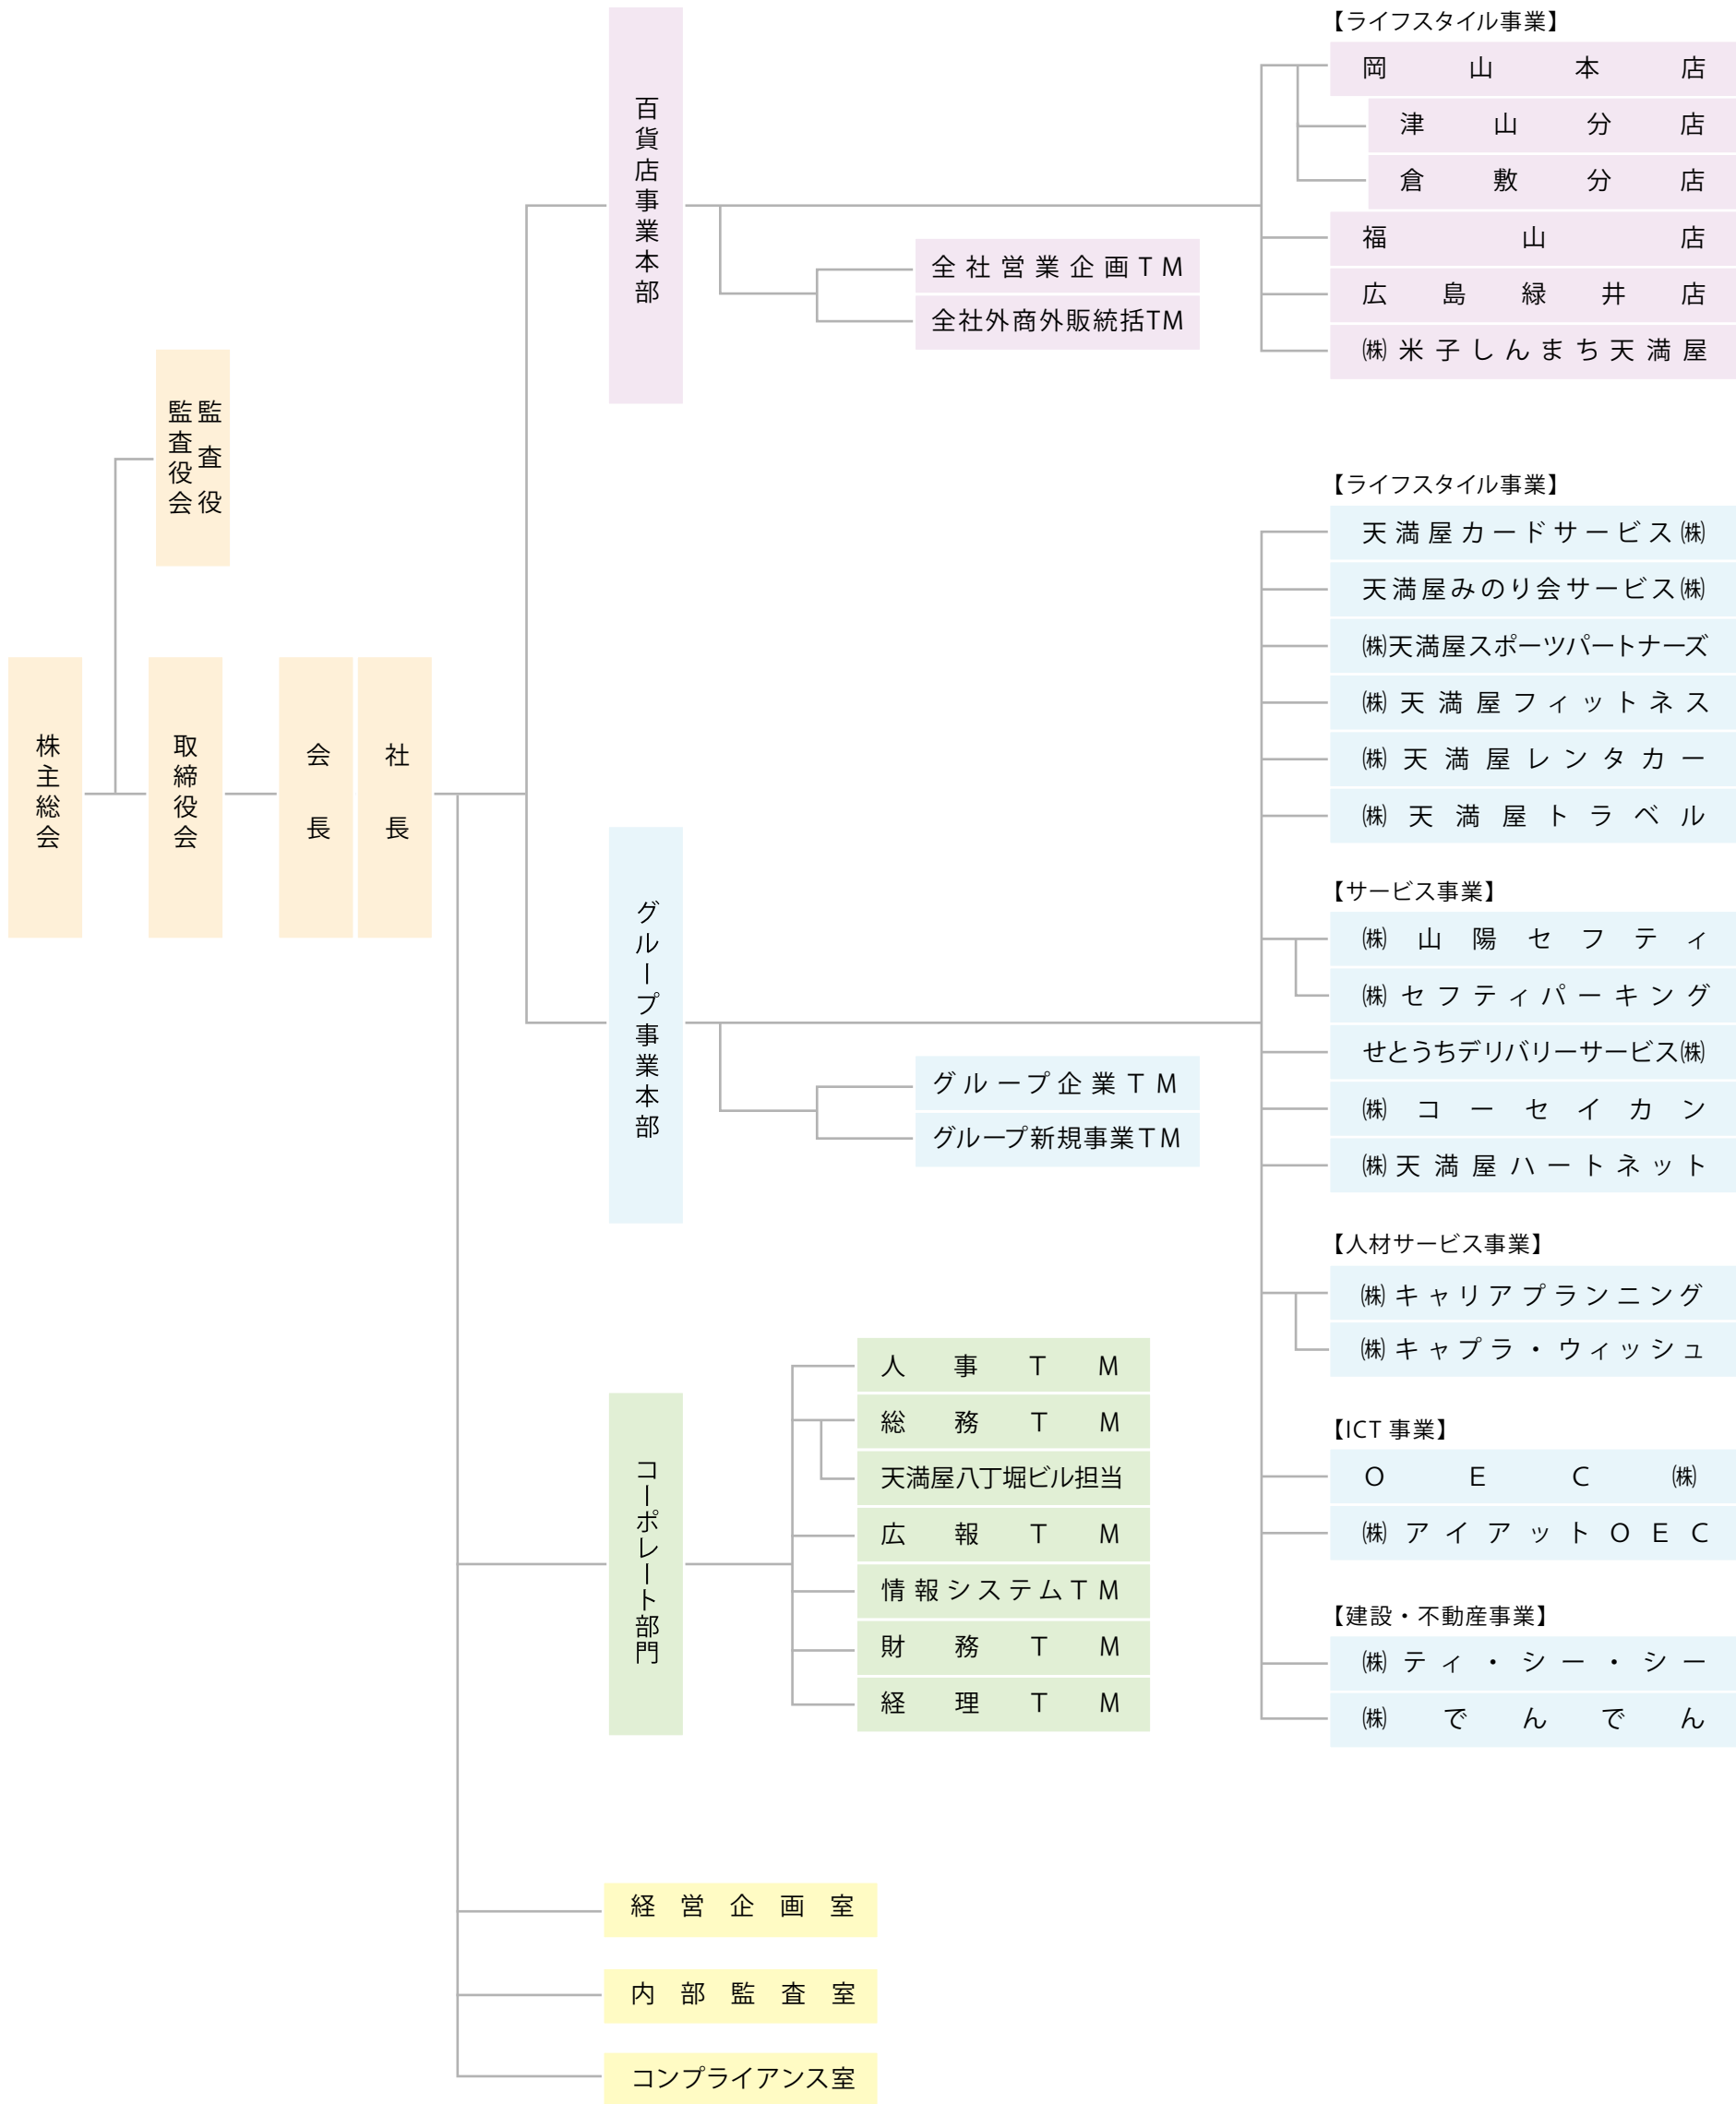 株主総会
監査役
監査役会
取締役会
会長
社長
百貨店事業本部
全社営業企画TM
全社外商外販統括TM
【ライフスタイル事業】
岡山本店
津山分店
倉敷分店
福山店
広島緑井店
㈱米子しんまち天満屋
グループ事業本部
グループ企業TM
グループ新規事業TM
【ライフスタイル事業】
天満屋カードサービス㈱
天満屋みのり会サービス㈱
㈱天満屋スポーツパートナーズ
㈱天満屋フィットネス
㈱天満屋レンタカー
㈱天満屋トラベル
【サービス事業】
㈱山陽セフティ
㈱セフティパーキング
せとうちデリバリーサービス㈱
㈱コーセイカン
㈱天満屋ハートネット
【人材サービス事業】
㈱キャリアプランニング
㈱キャプラ・ウィッシュ
【ICT 事業】
OEC㈱
㈱アイアットOEC
【建設・不動産事業】
㈱ティ・シー・シー
㈱でんでん
コーポレート部門
人事TM
総務TM
天満屋八丁堀ビル担当
広報TM
情報システムTM
財務TM
経理TM
経営企画室
内部監査室
コンプライアンス室